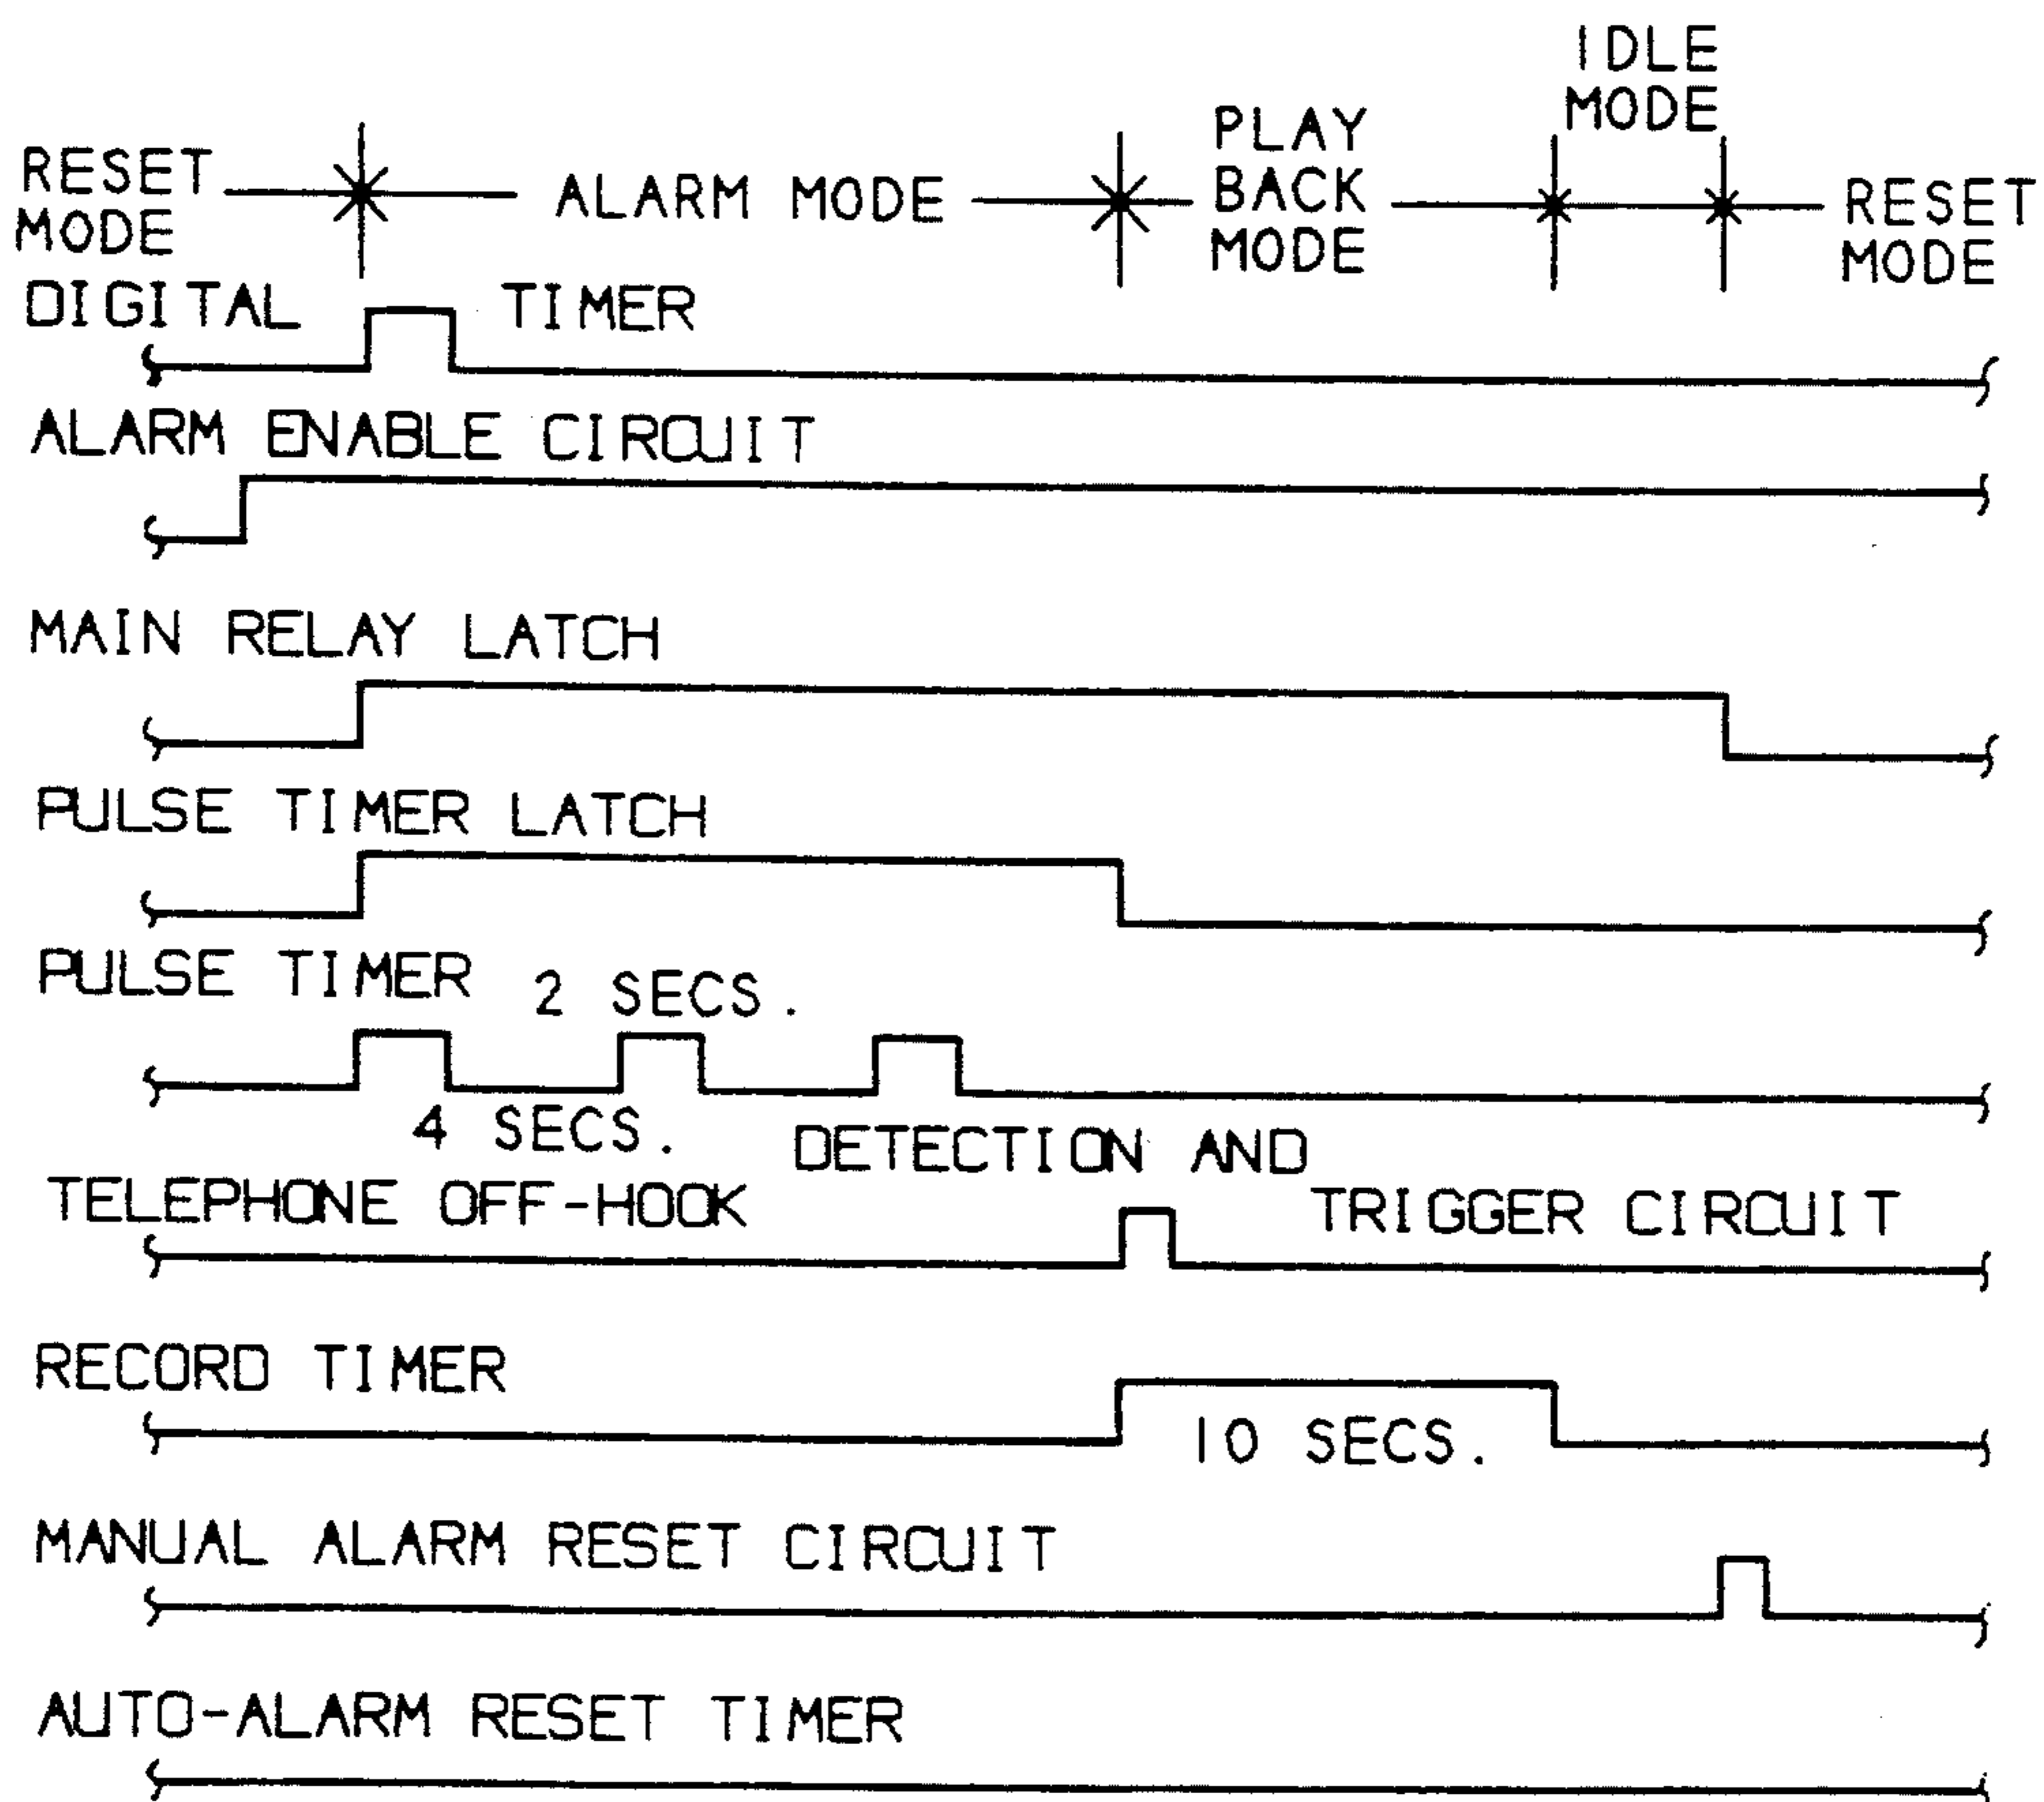 IDLE
MODE
RESET
MODE
ALARM MODE
PLAY
BACK
MODE
RESET
MODE
DIGITAL TIMER
ALARM ENABLE CIRCUIT
MAIN RELAY LATCH
PULSE TIMER LATCH
PULSE TIMER 2 SECS.
4 SECS.
TELEPHONE OFF-HOOK DETECTION AND
TRIGGER CIRCUIT
RECORD TIMER
10 SECS.
MANUAL ALARM RESET CIRCUIT
AUTO-ALARM RESET TIMER